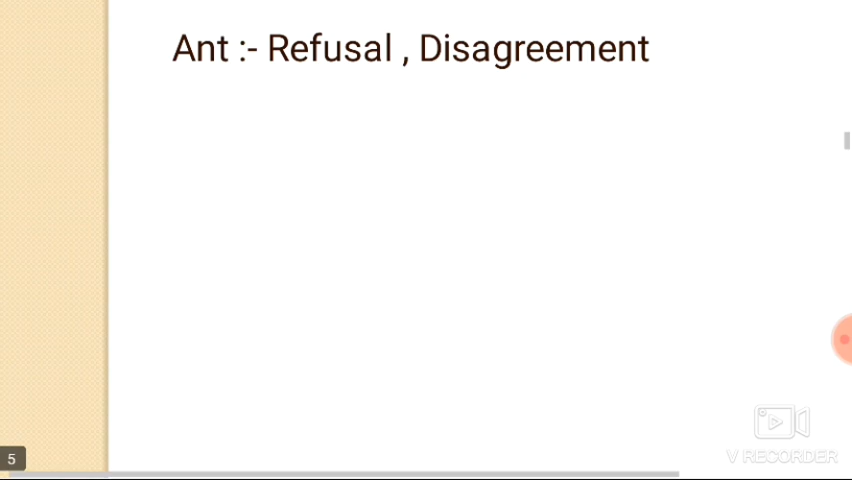 Ant :- Refusal , Disagreement
5
V RECORDER